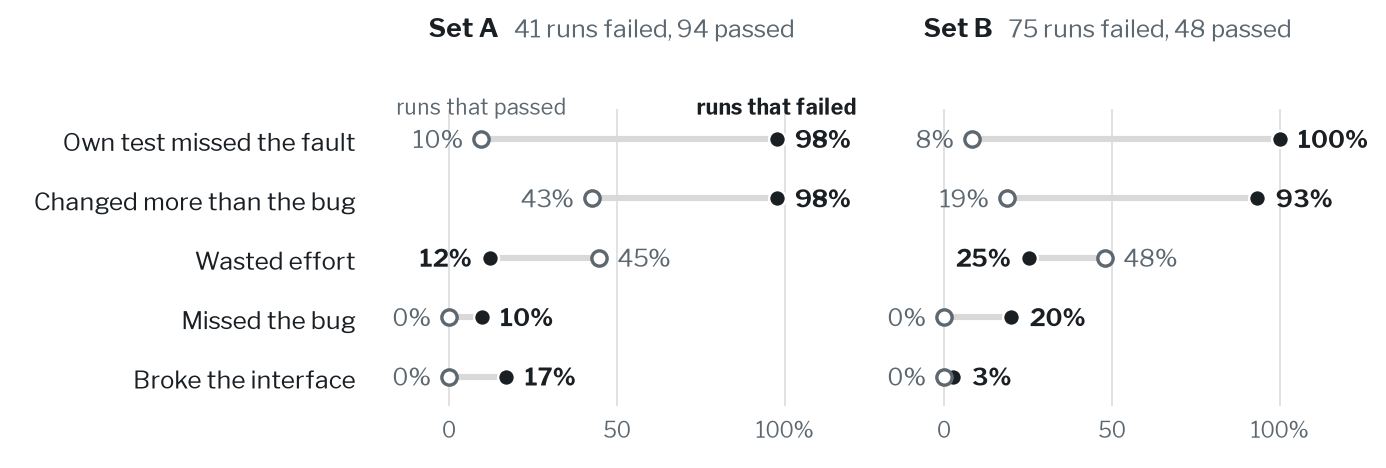 Set A 41 runs failed, 94 passed
Set B 75 runs failed, 48 passed
runs that passed
runs that failed
Own test missed the fault 10% 98% 8% 100%
Changed more than the bug 43% 98% 19% 93%
Wasted effort 12% 45% 25% 48%
Missed the bug 0% 10% 0% 20%
Broke the interface 0% 17% 0% 3%
0 50 100% 0 50 100%